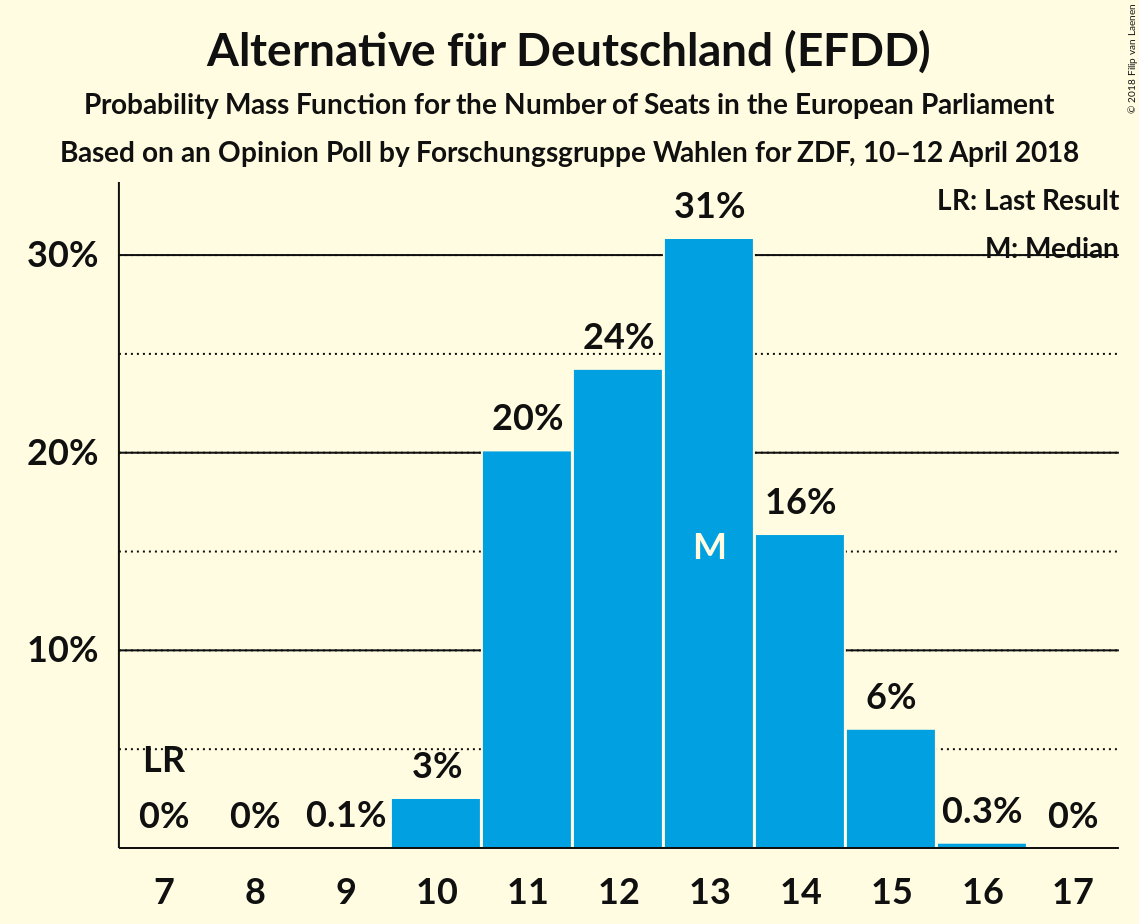 Alternative für Deutschland (EFDD)
Probability Mass Function for the Number of Seats in the European Parliament
Based on an Opinion Poll by Forschungsgruppe Wahlen for ZDF, 10–12 April 2018
© 2018 Filip van Laenen
LR: Last Result
M: Median
30%
20%
10%
31%
24%
20%
16%
M
6%
LR
3%
0%
0%
0.1%
0.3%
0%
7 8 9 10 11 12 13 14 15 16 17